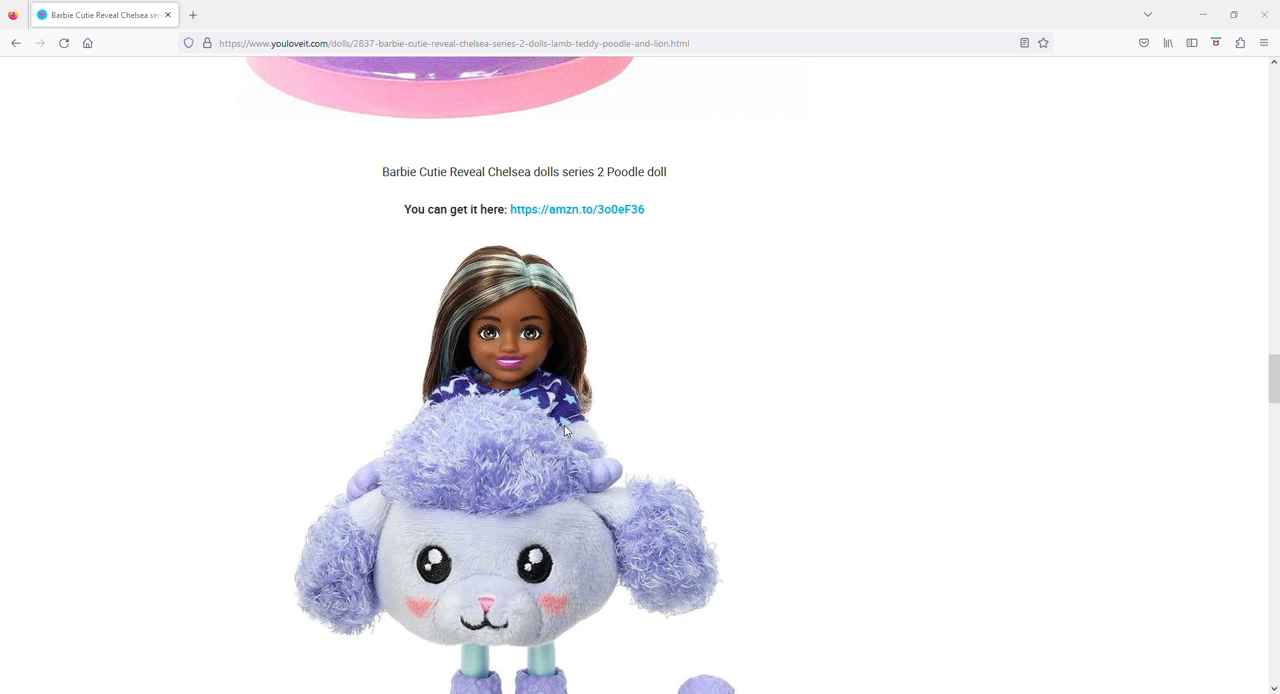 Barbie Cutie Reveal Chelsea ser
https://www.youloveit.com/dolls/2837-barbie-cutie-reveal-chelsea-series-2-dolls-lamb-teddy-poodle-and-lion.html
Barbie Cutie Reveal Chelsea dolls series 2 Poodle doll
You can get it here: https://amzn.to/3o0eF36